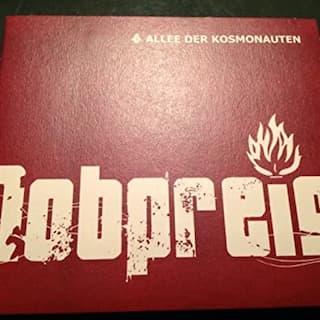 ALLEE DER KOSMONAUTEN
Lobpreis